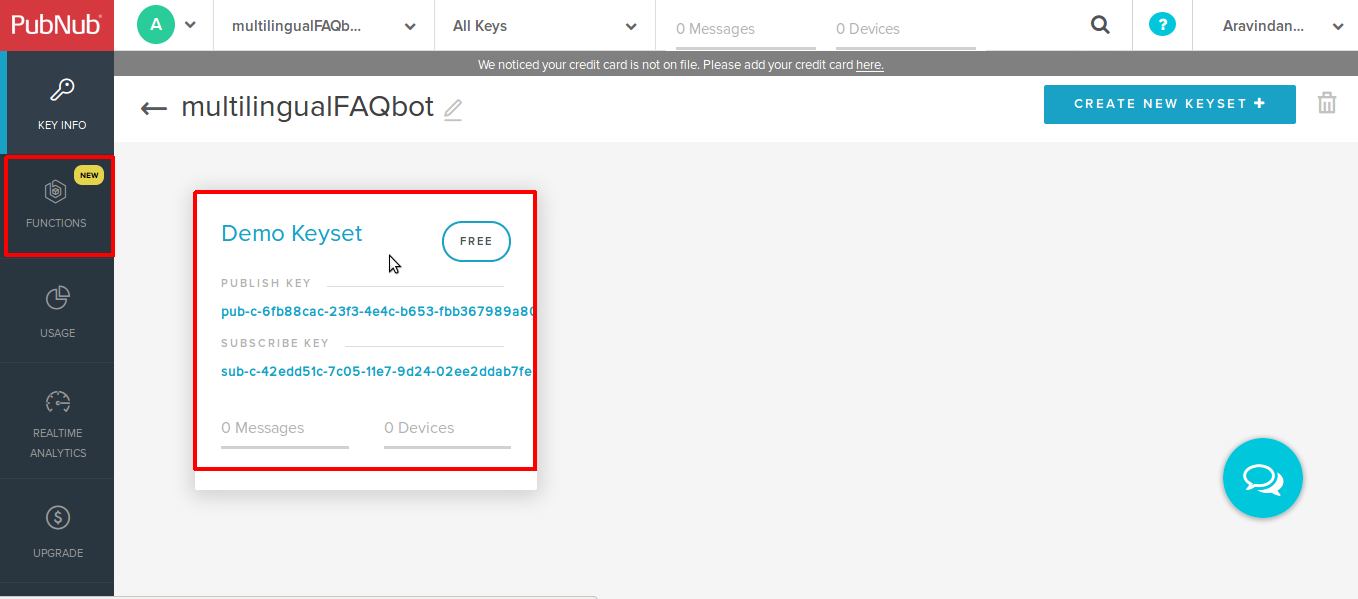 PubNub
A
multilingualFAQb...
All Keys
0 Messages
0 Devices
?
Aravindan...
We noticed your credit card is not on file. Please add your credit card here.
KEY INFO
multilingualFAQbot
CREATE NEW KEYSET +
NEW
FUNCTIONS
Demo Keyset
FREE
PUBLISH KEY
pub-c-6fb88cac-23f3-4e4c-b653-fbb367989a80
SUBSCRIBE KEY
sub-c-42edd51c-7c05-11e7-9d24-02ee2ddab7fe
0 Messages
0 Devices
USAGE
REALTIME
ANALYTICS
$
UPGRADE